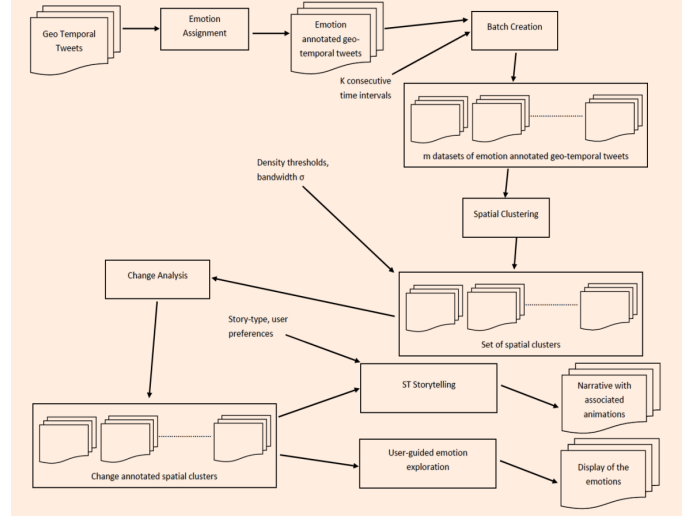 Geo Temporal
Tweets
Emotion
Assignment
Emotion
annotated geo-
temporal tweets
Batch Creation
K consecutive
time intervals
m datasets of emotion annotated geo-temporal tweets
Density thresholds,
bandwidth σ
Spatial Clustering
Change Analysis
Set of spatial clusters
Story-type, user
preferences
ST Storytelling
Narrative with
associated
animations
Change annotated spatial clusters
User-guided emotion
exploration
Display of the
emotions